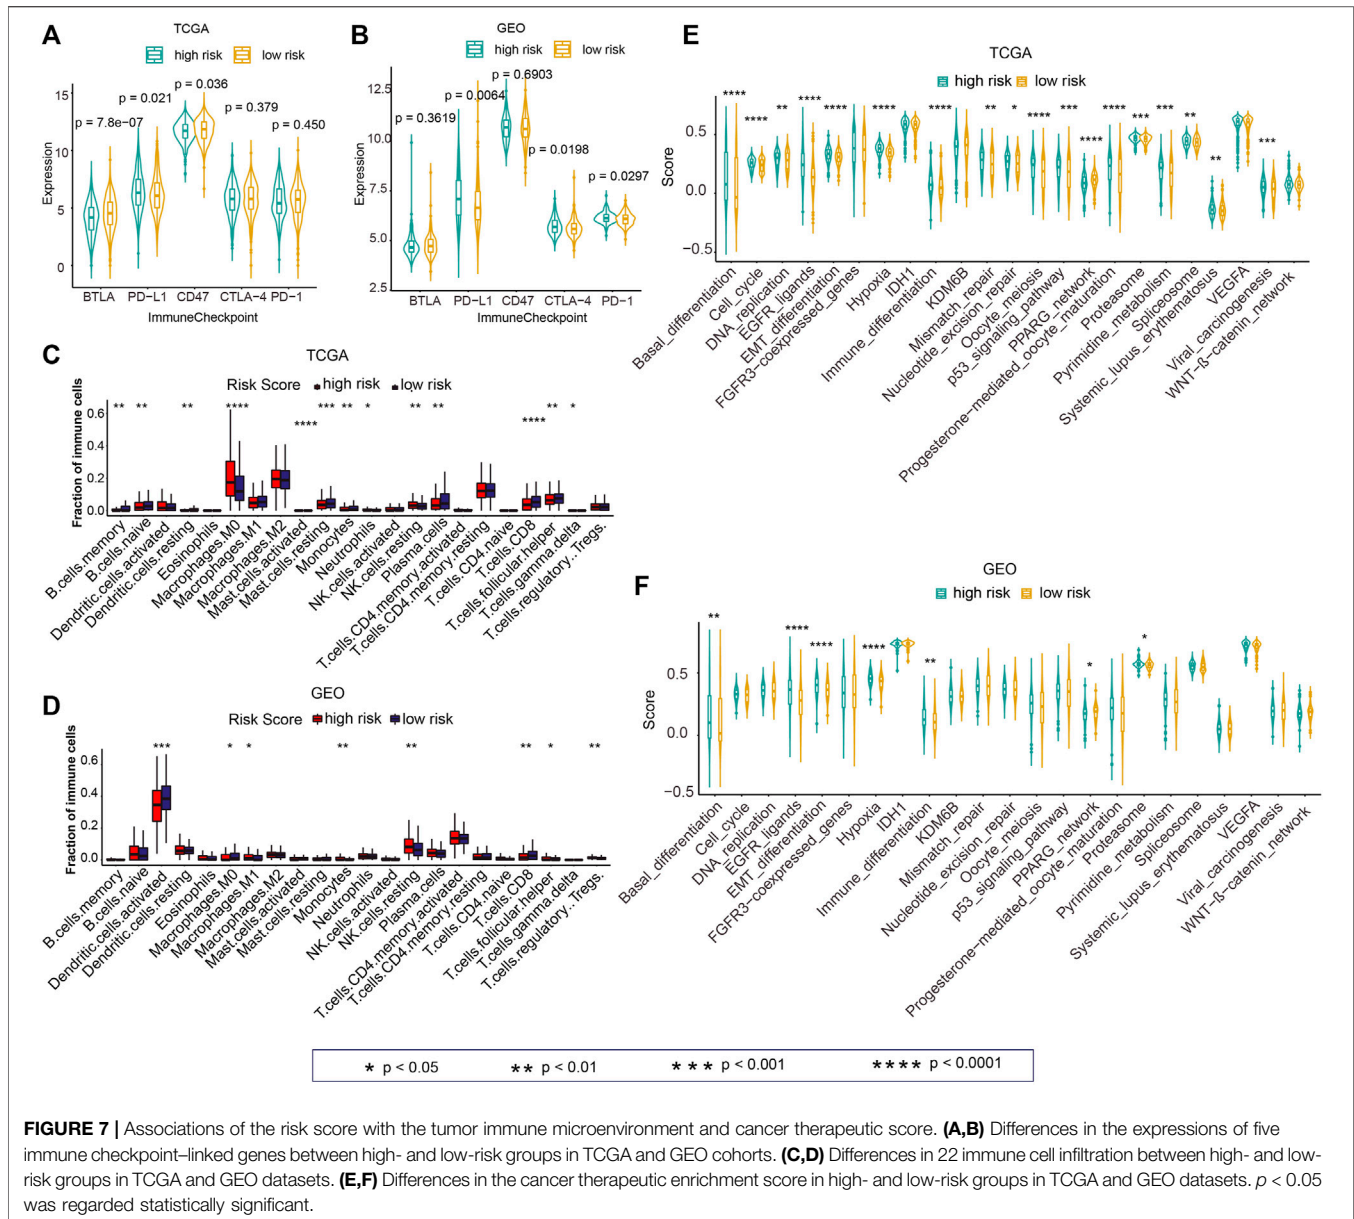 A
TCGA
high risk
low risk
p = 7.8e−07
p = 0.021
p = 0.036
p = 0.379
p = 0.450
Expression
15
10
5
0
BTLA
PD−L1
CD47
CTLA−4
PD−1
ImmuneCheckpoint
B
GEO
high risk
low risk
p = 0.3619
p = 0.0064
p = 0.6903
p = 0.0198
p = 0.0297
Expression
12.5
10.0
7.5
5.0
2.5
BTLA
PD−L1
CD47
CTLA−4
PD−1
ImmuneCheckpoint
C
TCGA
Risk Score
high risk
low risk
** ** ** **** **** *** ** * ** ** **** ** *
Fraction of immune cells
0.6
0.4
0.2
0.0
B.cells.memory
B.cells.naive
Dendritic.cells.activated
Dendritic.cells.resting
Eosinophils
Macrophages.M0
Macrophages.M1
Macrophages.M2
Mast.cells.activated
Mast.cells.resting
Monocytes
Neutrophils
NK.cells.activated
NK.cells.resting
Plasma.cells
T.cells.CD4.memory.activated
T.cells.CD4.memory.resting
T.cells.CD4.naive
T.cells.CD8
T.cells.follicular.helper
T.cells.gamma.delta
T.cells.regulatory..Tregs.
D
GEO
Risk Score
high risk
low risk
*** * * ** ** ** * **
Fraction of immune cells
0.6
0.4
0.2
0.0
B.cells.memory
B.cells.naive
Dendritic.cells.activated
Dendritic.cells.resting
Eosinophils
Macrophages.M0
Macrophages.M1
Macrophages.M2
Mast.cells.activated
Mast.cells.resting
Monocytes
Neutrophils
NK.cells.activated
NK.cells.resting
Plasma.cells
T.cells.CD4.memory.activated
T.cells.CD4.memory.resting
T.cells.CD4.naive
T.cells.CD8
T.cells.follicular.helper
T.cells.gamma.delta
T.cells.regulatory..Tregs.
E
TCGA
high risk
low risk
**** **** ** **** **** **** **** ** * **** *** **** **** *** *** ** ** ***
Score
0.5
0.0
−0.5
Basal_differentiation
Cell_cycle
DNA_replication
EGFR_ligands
EMT_differentiation
FGFR3−coexpressed_genes
Hypoxia
IDH1
Immune_differentiation
KDM6B
Mismatch_repair
Nucleotide_excision_repair
Oocyte_meiosis
p53_signaling_pathway
PPARG_network
Progesterone−mediated_oocyte_maturation
Proteasome
Pyrimidine_metabolism
Spliceosome
Systemic_lupus_erythematosus
VEGFA
Viral_carcinogenesis
WNT−ß−catenin_network
F
GEO
high risk
low risk
** **** **** **** ** * *
Score
0.5
0.0
−0.5
Basal_differentiation
Cell_cycle
DNA_replication
EGFR_ligands
EMT_differentiation
FGFR3−coexpressed_genes
Hypoxia
IDH1
Immune_differentiation
KDM6B
Mismatch_repair
Nucleotide_excision_repair
Oocyte_meiosis
p53_signaling_pathway
PPARG_network
Progesterone−mediated_oocyte_maturation
Proteasome
Pyrimidine_metabolism
Spliceosome
Systemic_lupus_erythematosus
VEGFA
Viral_carcinogenesis
WNT−ß−catenin_network
* p < 0.05 ** p < 0.01 *** p < 0.001 **** p < 0.0001
FIGURE 7 | Associations of the risk score with the tumor immune microenvironment and cancer therapeutic score. (A,B) Differences in the expressions of five
immune checkpoint–linked genes between high- and low-risk groups in TCGA and GEO cohorts. (C,D) Differences in 22 immune cell infiltration between high- and low-
risk groups in TCGA and GEO datasets. (E,F) Differences in the cancer therapeutic enrichment score in high- and low-risk groups in TCGA and GEO datasets. p < 0.05
was regarded statistically significant.